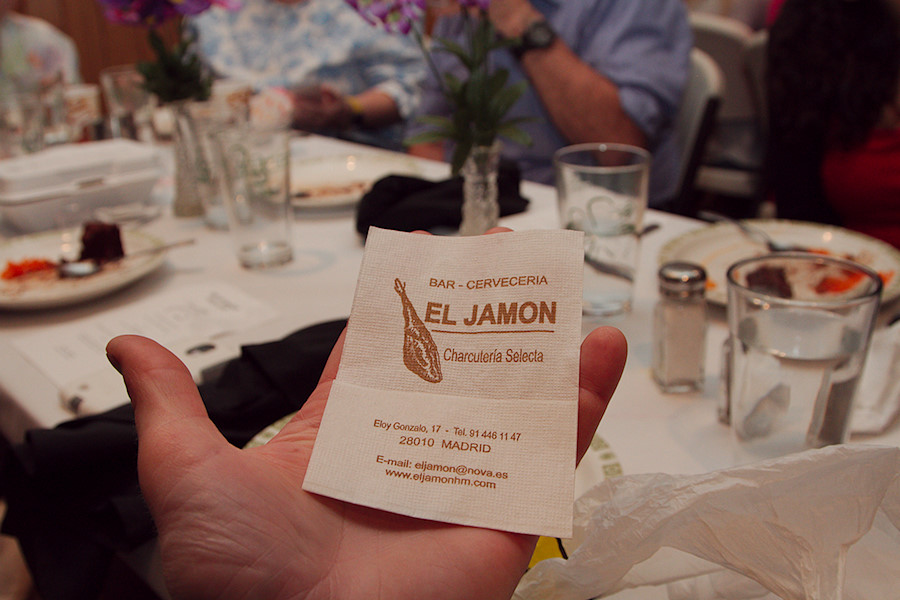 BAR - CERVECERIA
EL JAMON
Charcutería Selecta
Eloy Gonzalo, 17 - Tel. 91 446 11 47
28010 MADRID
E-mail: eljamon@nova.es
www.eljamonhm.com